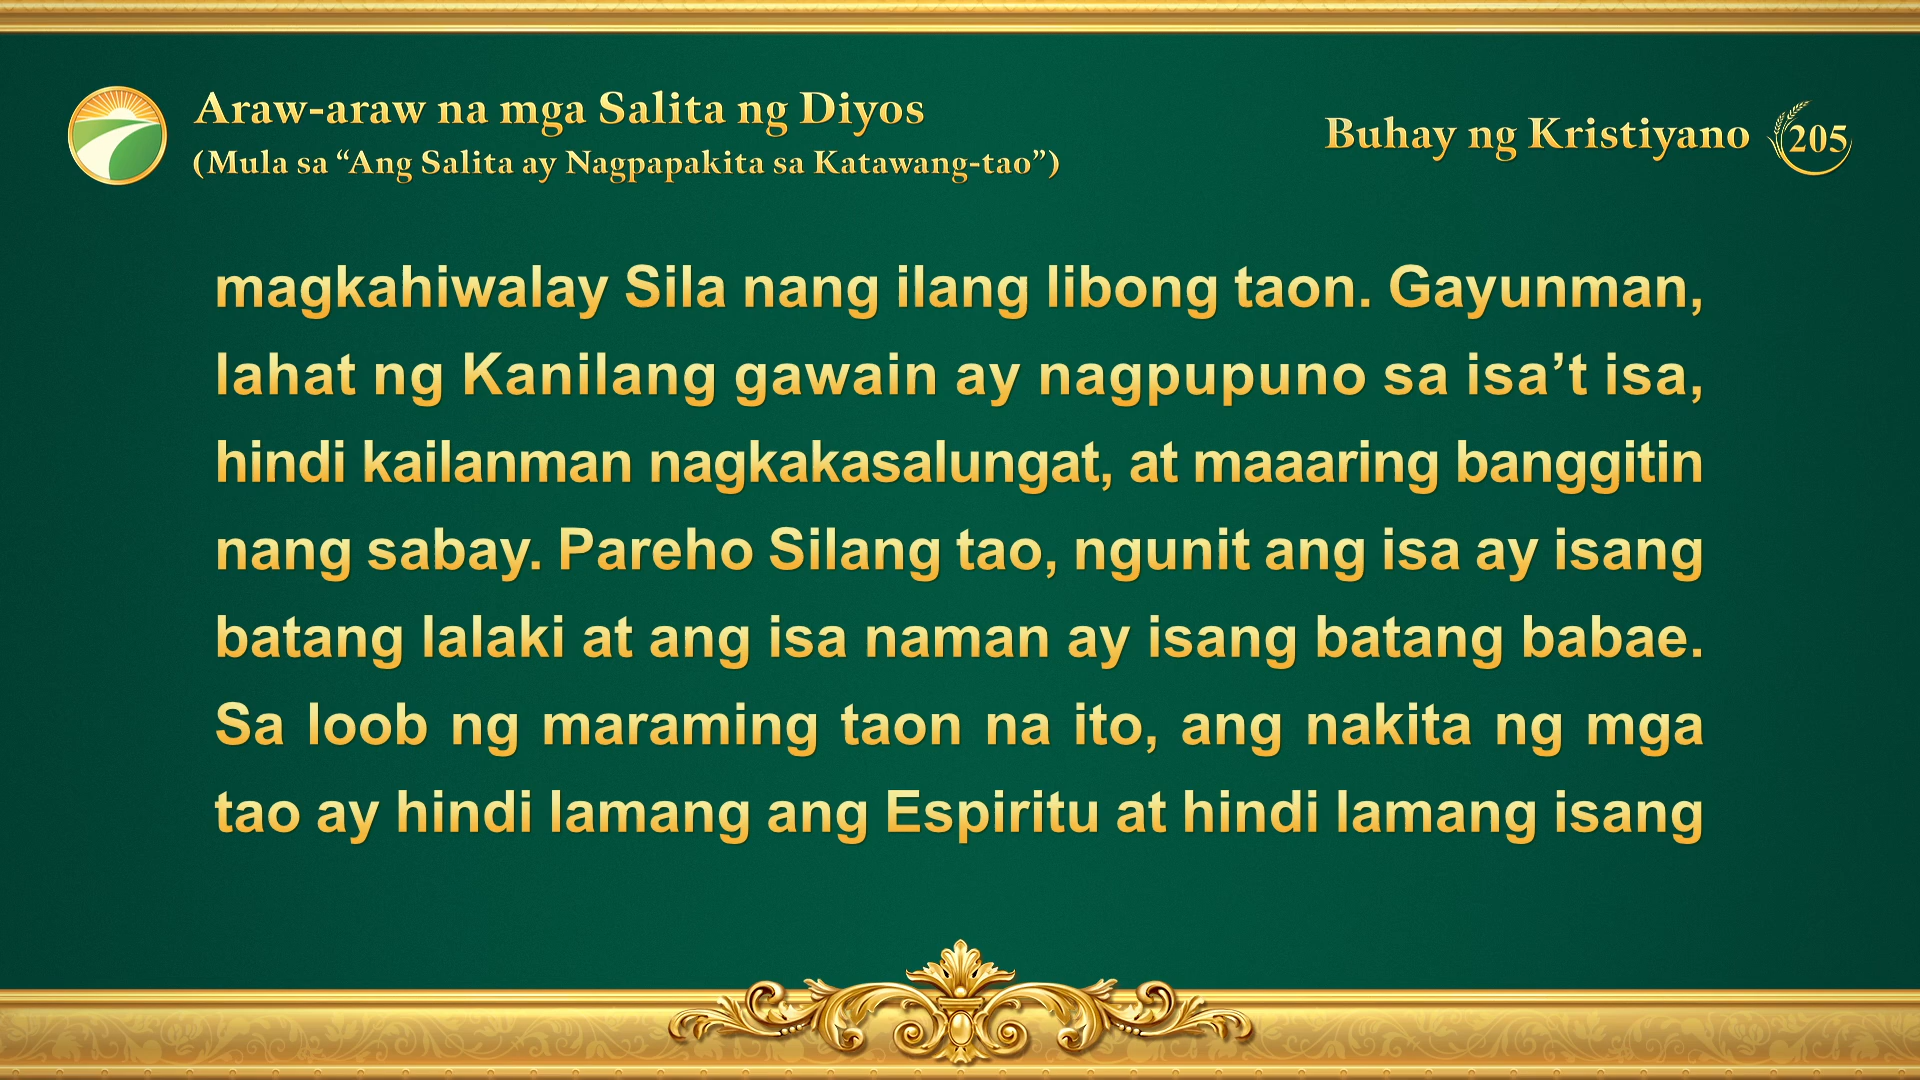 Araw-araw na mga Salita ng Diyos
(Mula sa “Ang Salita ay Nagpapakita sa Katawang-tao”)
Buhay ng Kristiyano 205
magkahiwalay Sila nang ilang libong taon. Gayunman,
lahat ng Kanilang gawain ay nagpupuno sa isa’t isa,
hindi kailanman nagkakasalungat, at maaaring banggitin
nang sabay. Pareho Silang tao, ngunit ang isa ay isang
batang lalaki at ang isa naman ay isang batang babae.
Sa loob ng maraming taon na ito, ang nakita ng mga
tao ay hindi lamang ang Espiritu at hindi lamang isang